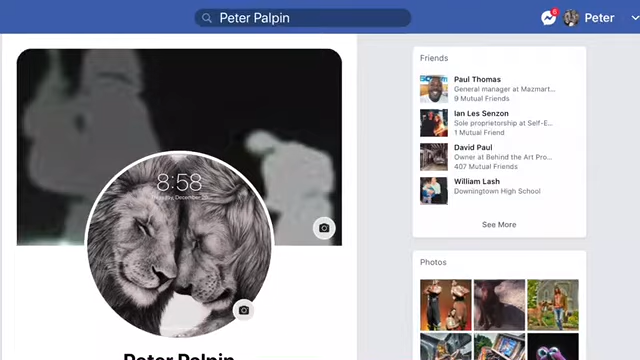 Peter Palpin
6
Peter
Friends
Paul Thomas
General manager at Mazmart...
9 Mutual Friends
Ian Les Senzon
Sole proprietorship at Self-E...
1 Mutual Friend
David Paul
Owner at Behind the Art Pro...
407 Mutual Friends
William Lash
Downingtown High School
See More
Photos
8:58
Peter Palpin